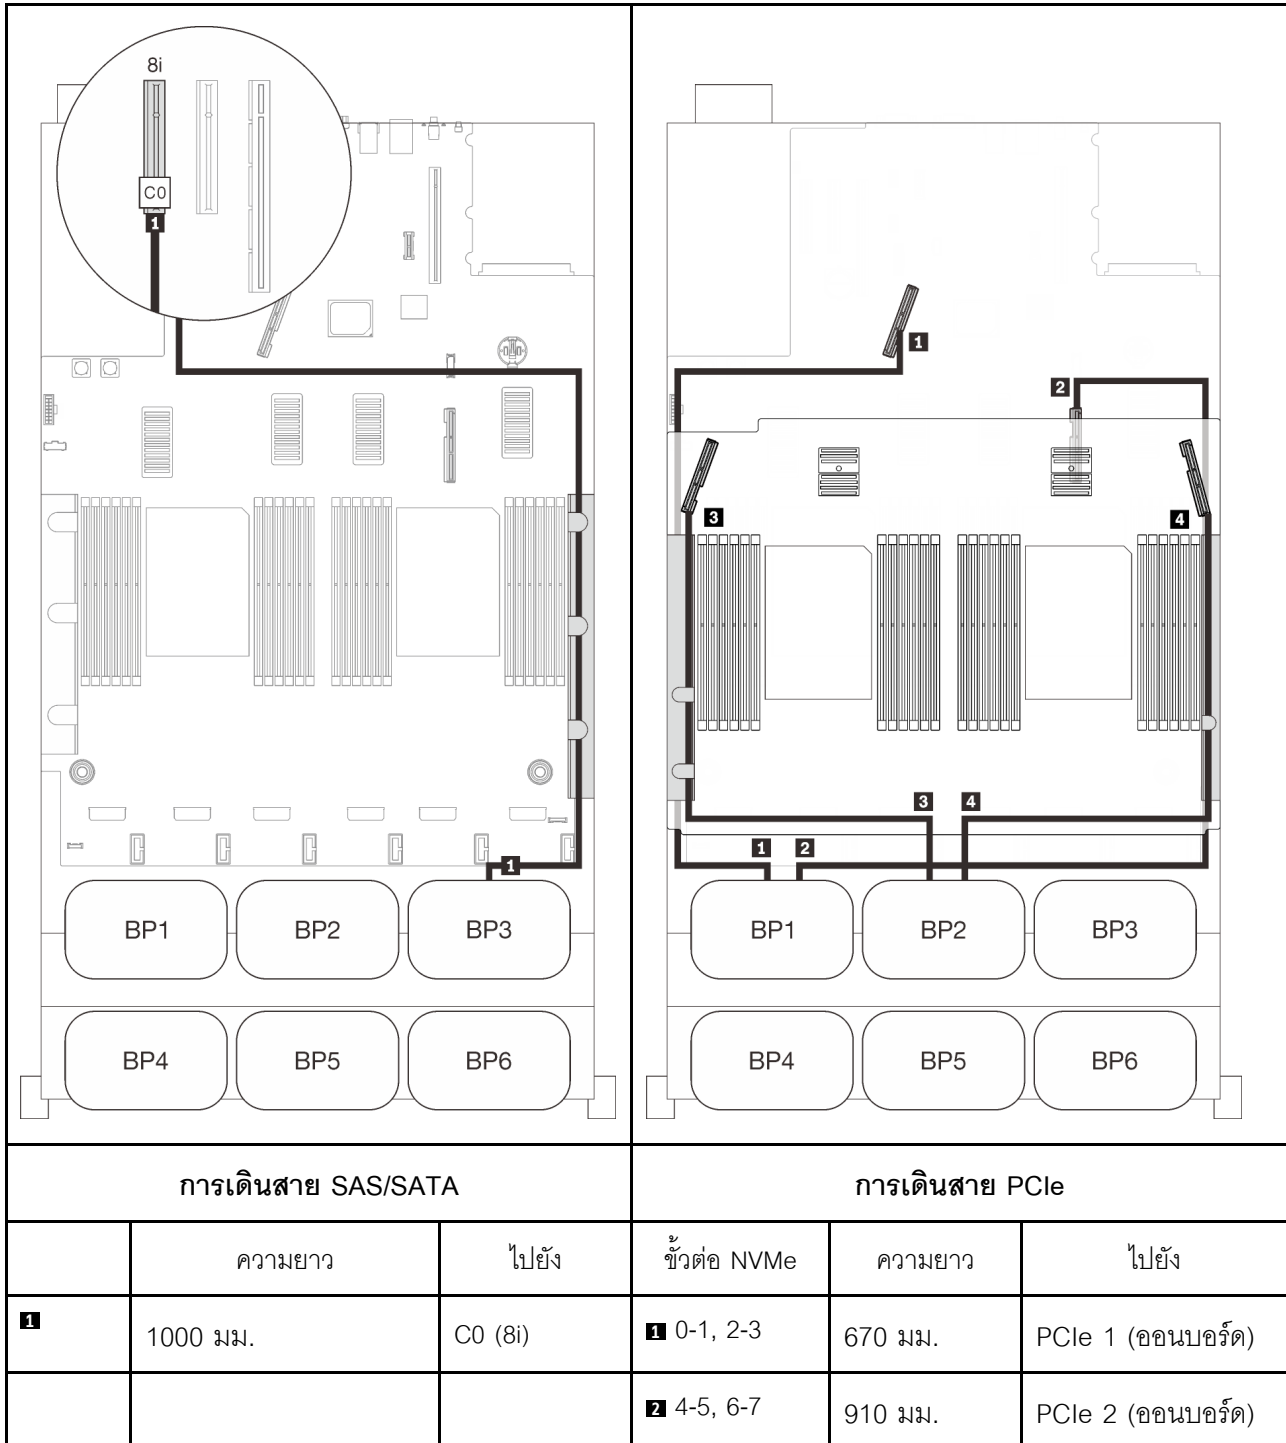 8i
C0
1
1
BP1
BP2
BP3
BP4
BP5
BP6
1
2
3
4
3
4
1
2
BP1
BP2
BP3
BP4
BP5
BP6
การเดินสาย SAS/SATA
การเดินสาย PCIe
ความยาว
ไปยัง
ขั้วต่อ NVMe
ความยาว
ไปยัง
1
1000 มม.
C0 (8i)
1 0-1, 2-3
670 มม.
PCIe 1 (ออนบอร์ด)
2 4-5, 6-7
910 มม.
PCIe 2 (ออนบอร์ด)